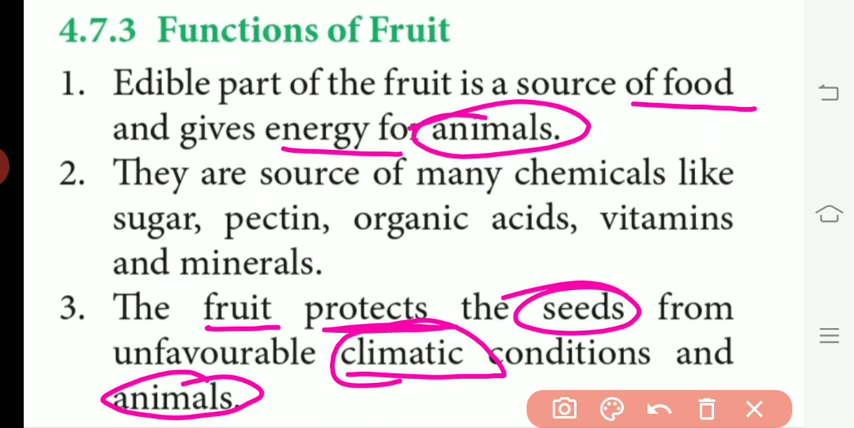 4.7.3 Functions of Fruit
1. Edible part of the fruit is a source of food
and gives energy for animals.
2. They are source of many chemicals like
sugar, pectin, organic acids, vitamins
and minerals.
3. The fruit protects the seeds from
unfavourable climatic conditions and
animals.